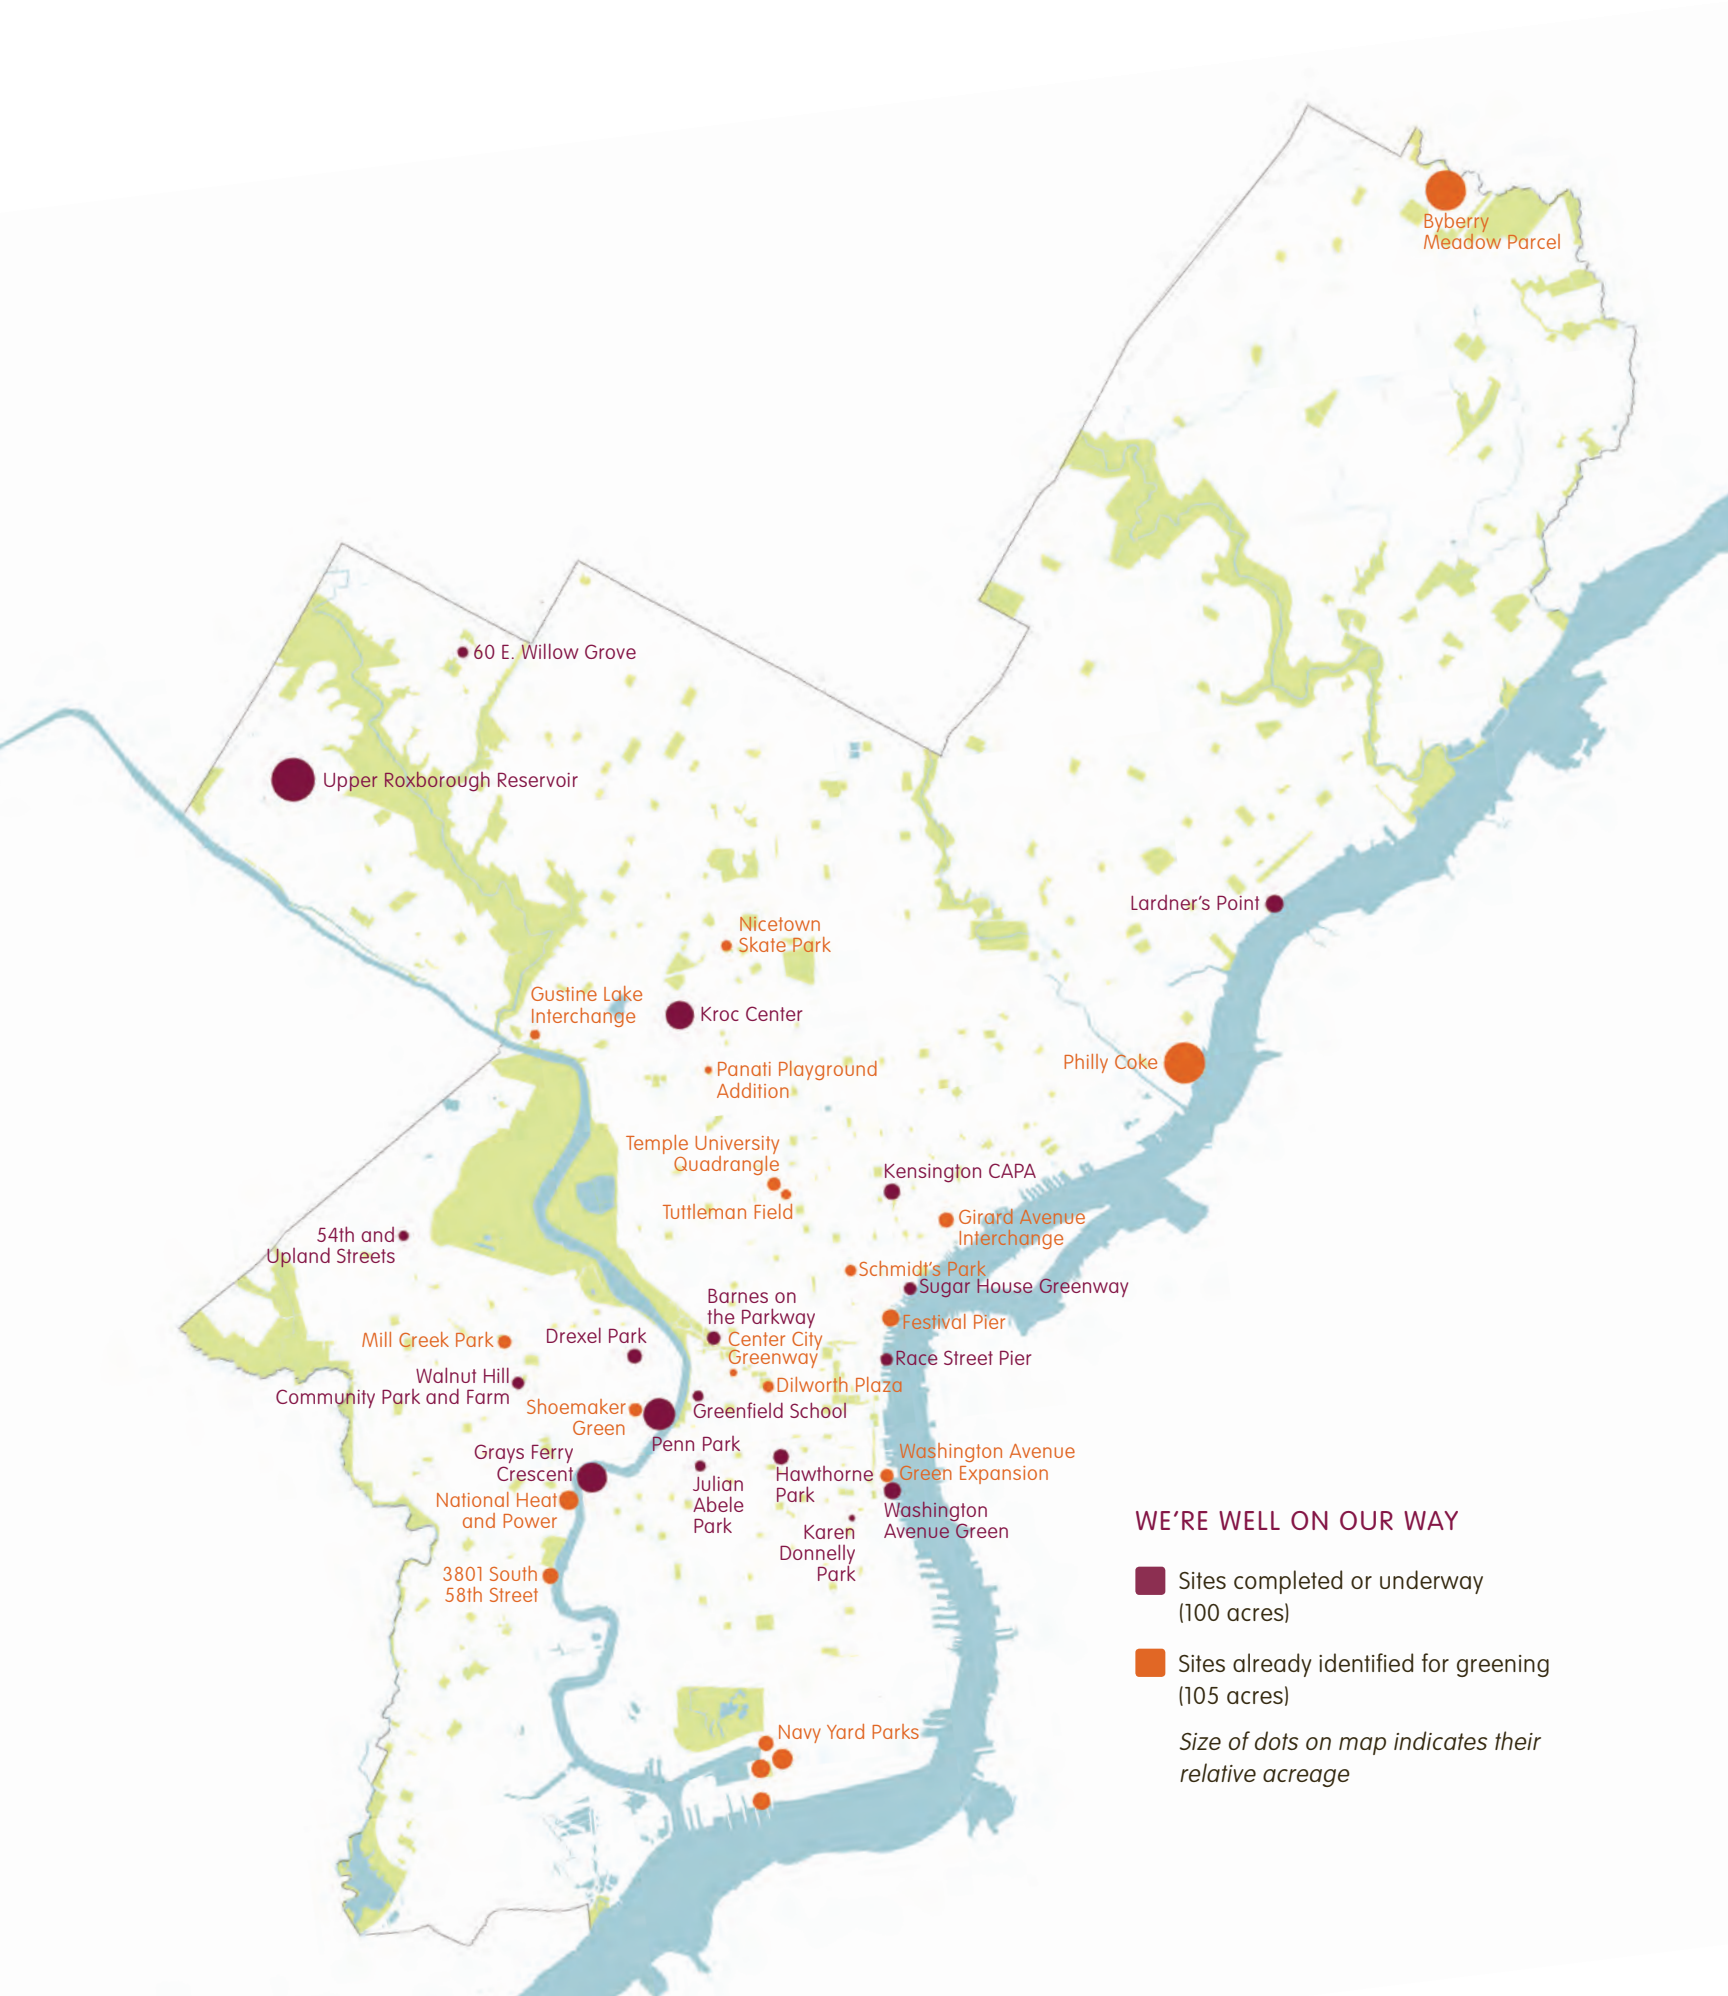 Byberry
Meadow Parcel
60 E. Willow Grove
Upper Roxborough Reservoir
Lardner's Point
Nicetown
Skate Park
Gustine Lake
Interchange
Kroc Center
Philly Coke
Panati Playground
Addition
Temple University
Quadrangle
Tuttleman Field
Kensington CAPA
Girard Avenue
Interchange
54th and
Upland Streets
Schmidt's Park
Sugar House Greenway
Barnes on
the Parkway
Festival Pier
Mill Creek Park
Drexel Park
Center City
Greenway
Race Street Pier
Walnut Hill
Community Park and Farm
Dilworth Plaza
Shoemaker
Green
Greenfield School
Penn Park
Grays Ferry
Crescent
Julian
Abele
Park
Hawthorne
Park
Washington Avenue
Green Expansion
National Heat
and Power
Washington
Avenue Green
Karen
Donnelly
Park
3801 South
58th Street
Navy Yard Parks
WE'RE WELL ON OUR WAY
Sites completed or underway
(100 acres)
Sites already identified for greening
(105 acres)
Size of dots on map indicates their
relative acreage